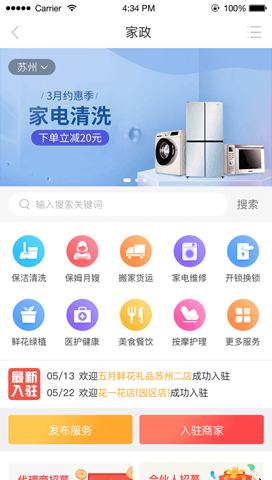 Carrier 4:34 PM 100%
家政
苏州
3月约惠季
家电清洗
下单立减20元
输入搜索关键词 搜索
保洁清洗 保姆月嫂 搬家货运 家电维修 开锁换锁
鲜花绿植 医护健康 美食餐饮 按摩护理 更多服务
最新入驻
05/13 欢迎五月鲜花礼品苏州二店成功入驻
05/22 欢迎花一花店(园区店)成功入驻
发布服务 入驻商家
代理商招募 合伙人招募